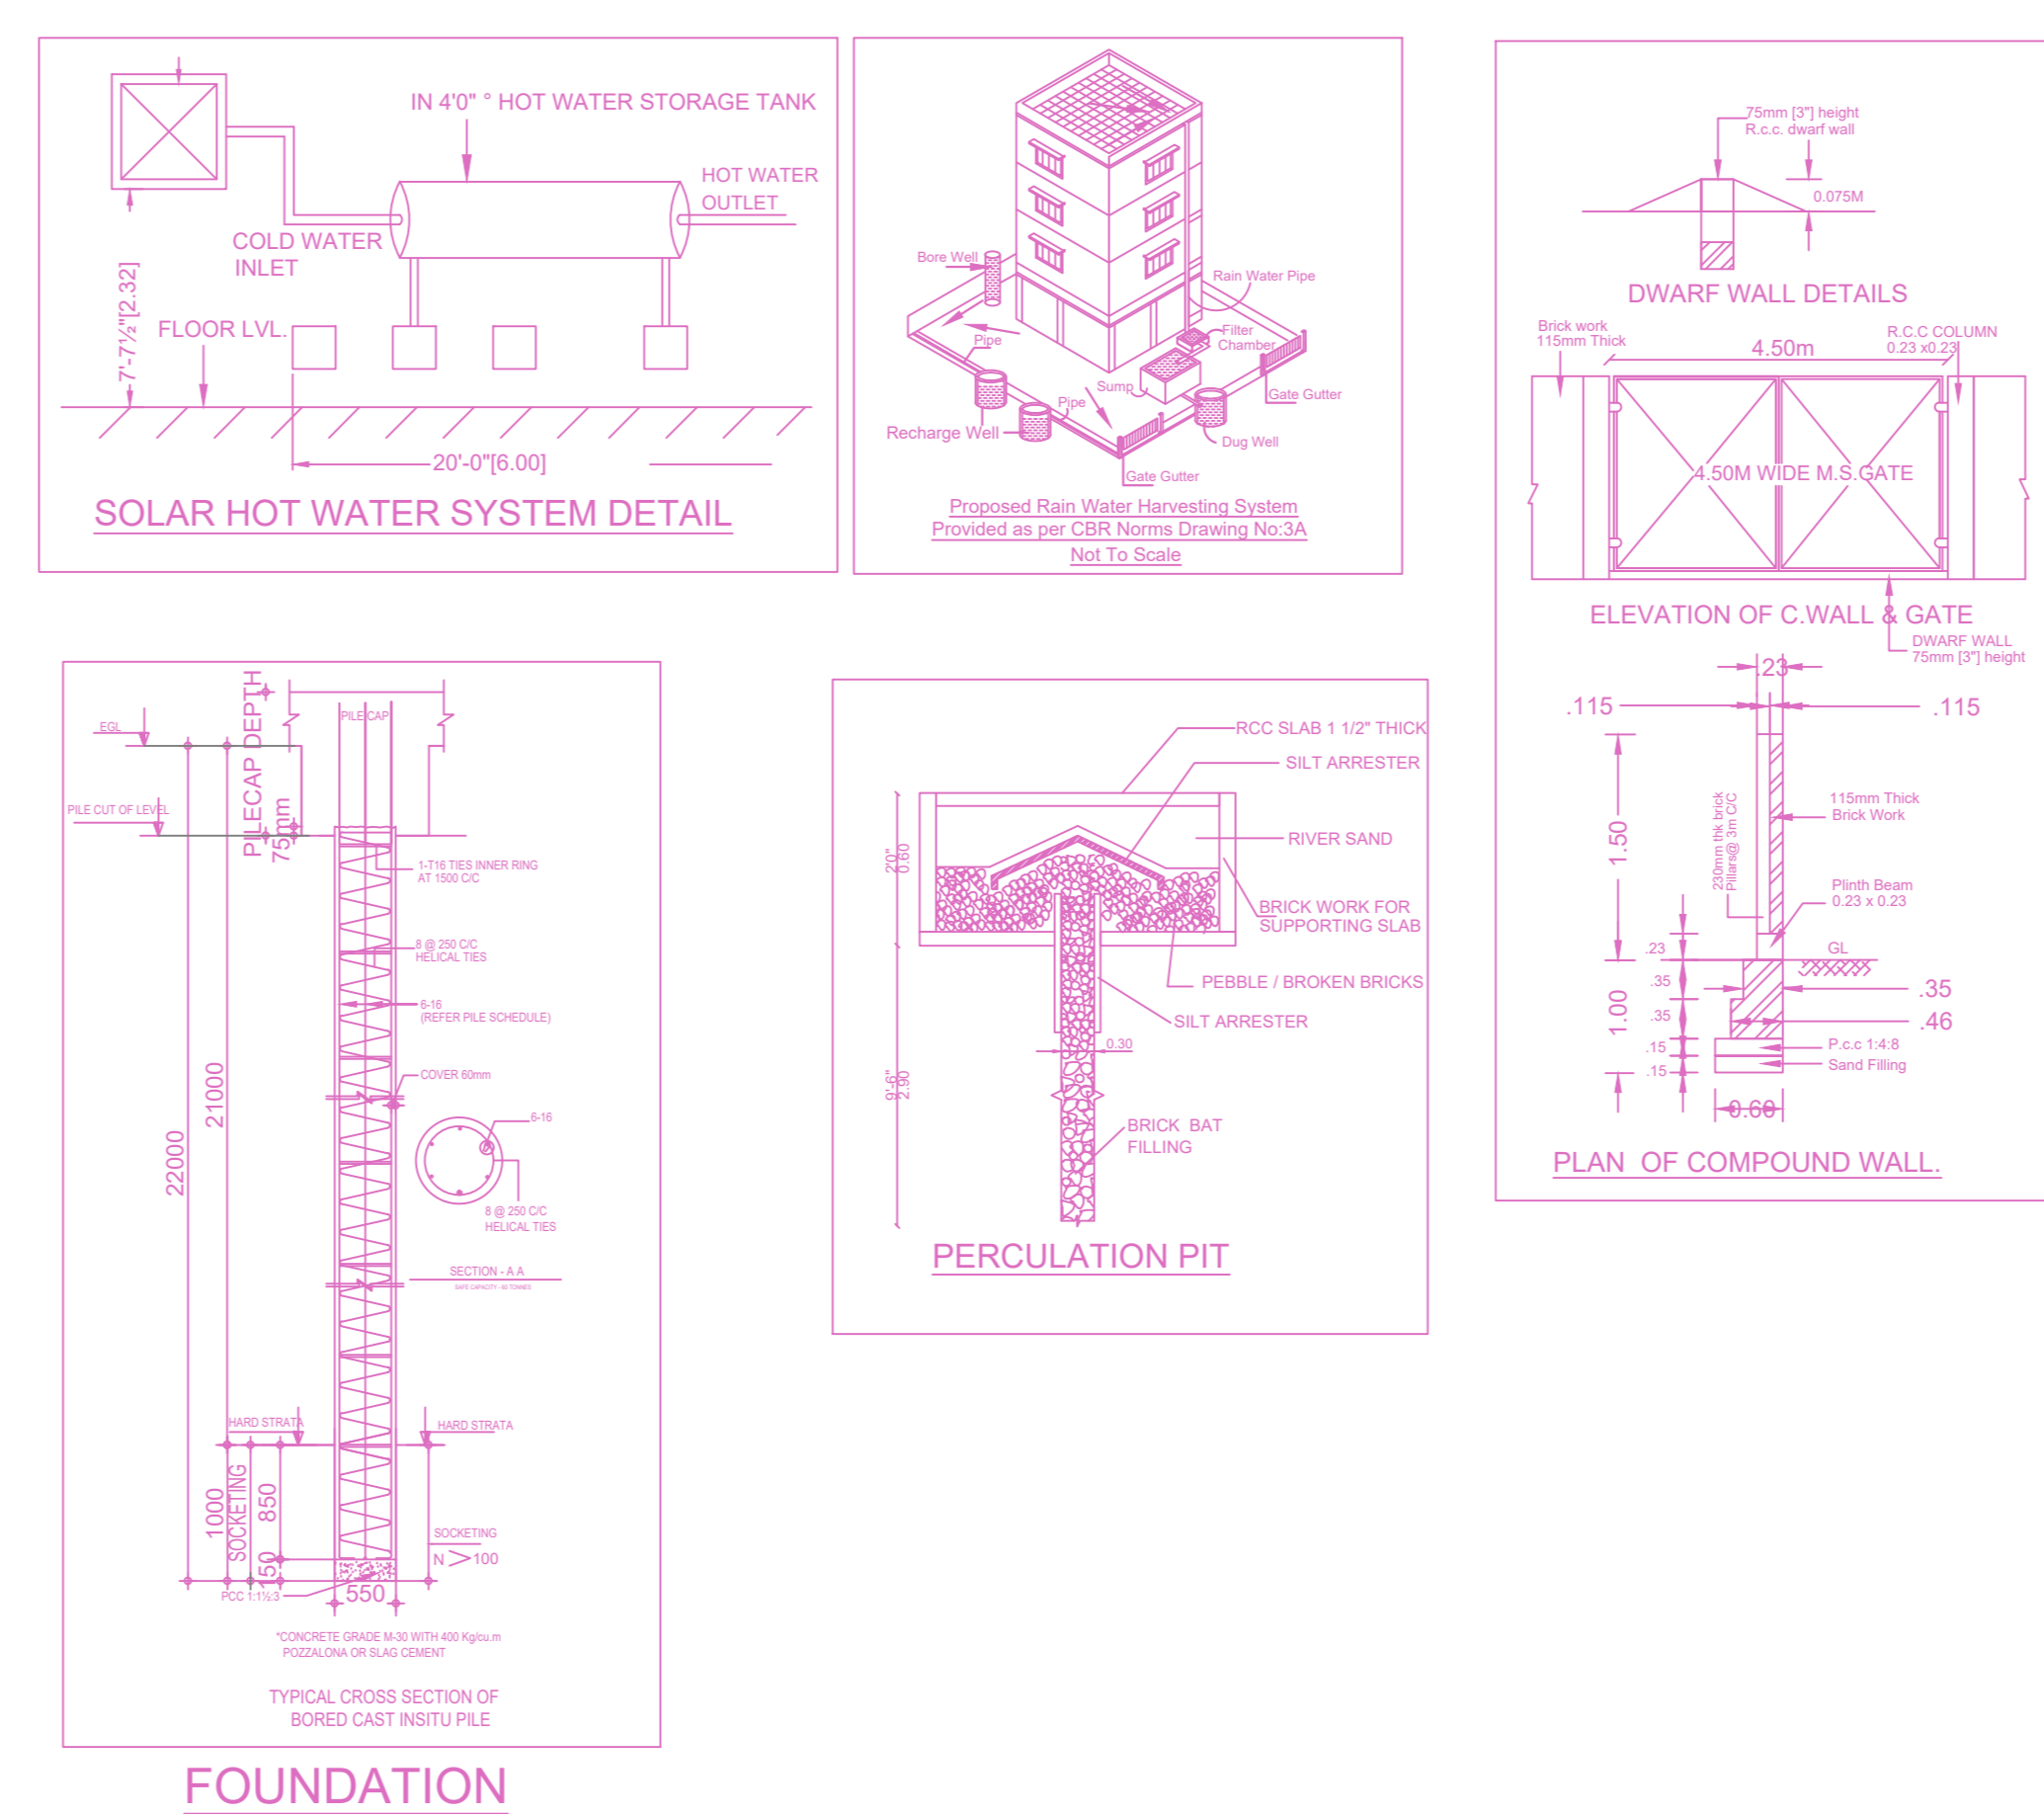 IN 4'0" ° HOT WATER STORAGE TANK
HOT WATER
OUTLET
COLD WATER
INLET
7'-7½"[2.32]
FLOOR LVL.
20'-0"[6.00]
SOLAR HOT WATER SYSTEM DETAIL
Bore Well
Rain Water Pipe
Pipe
Filter
Chamber
Sump
Pipe
Gate Gutter
Recharge Well
Dug Well
Gate Gutter
Proposed Rain Water Harvesting System
Provided as per CBR Norms Drawing No:3A
Not To Scale
75mm [3"] height
R.c.c. dwarf wall
0.075M
DWARF WALL DETAILS
Brick work
115mm Thick
4.50m
R.C.C COLUMN
0.23 x0.23
4.50M WIDE M.S.GATE
ELEVATION OF C.WALL & GATE
DWARF WALL
75mm [3"] height
.23
.115
.115
1.50
230mm thk brick
Pillars@ 3m C/C
115mm Thick
Brick Work
Plinth Beam
0.23 x 0.23
.23
GL
.35
.35
1.00
.35
.46
.15
P.c.c 1:4:8
.15
Sand Filling
0.60
PLAN OF COMPOUND WALL.
PILECAP DEPTH
PILE CAP
EGL
PILE CUT OF LEVEL
75mm
1-T16 TIES INNER RING
AT 1500 C/C
8 @ 250 C/C
HELICAL TIES
6-16
(REFER PILE SCHEDULE)
COVER 60mm
21000
22000
6-16
8 @ 250 C/C
HELICAL TIES
SECTION - A A
SAFE CAPACITY - 60 TONNES
HARD STRATA
HARD STRATA
1000
SOCKETING
850
150
SOCKETING
N > 100
PCC 1:1½:3
550
*CONCRETE GRADE M-30 WITH 400 Kg/cu.m
POZZALONA OR SLAG CEMENT
TYPICAL CROSS SECTION OF
BORED CAST INSITU PILE
FOUNDATION
RCC SLAB 1 1/2" THICK
SILT ARRESTER
RIVER SAND
2'0"
0.60
BRICK WORK FOR
SUPPORTING SLAB
PEBBLE / BROKEN BRICKS
SILT ARRESTER
0.30
9'-6"
2.90
BRICK BAT
FILLING
PERCULATION PIT